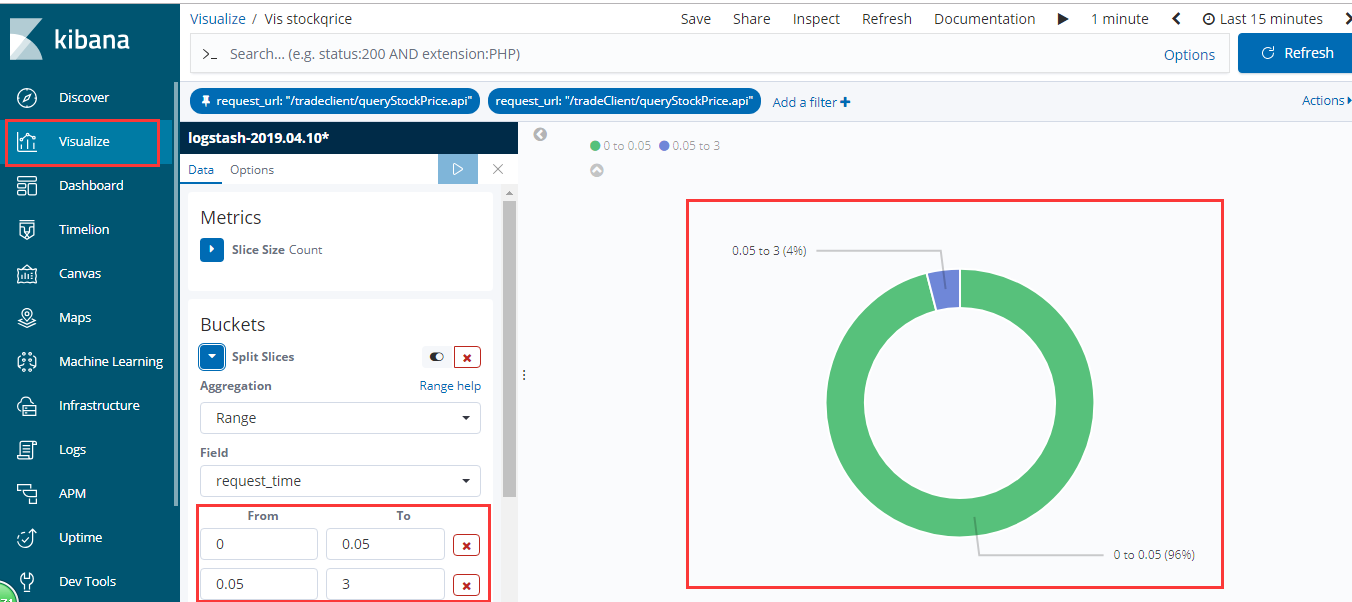 kibana
Discover
Visualize
Dashboard
Timelion
Canvas
Maps
Machine Learning
Infrastructure
Logs
APM
Uptime
Dev Tools
Visualize / Vis stockqrice
Save Share Inspect Refresh Documentation 1 minute Last 15 minutes
>_ Search... (e.g. status:200 AND extension:PHP) Options Refresh
request_url: "/tradeclient/queryStockPrice.api" request_url: "/tradeClient/queryStockPrice.api" Add a filter + Actions
logstash-2019.04.10*
Data Options
Metrics
Slice Size Count
Buckets
Split Slices
Aggregation Range help
Range
Field
request_time
From To
0 0.05
0.05 3
0 to 0.05 0.05 to 3
0.05 to 3 (4%)
0 to 0.05 (96%)